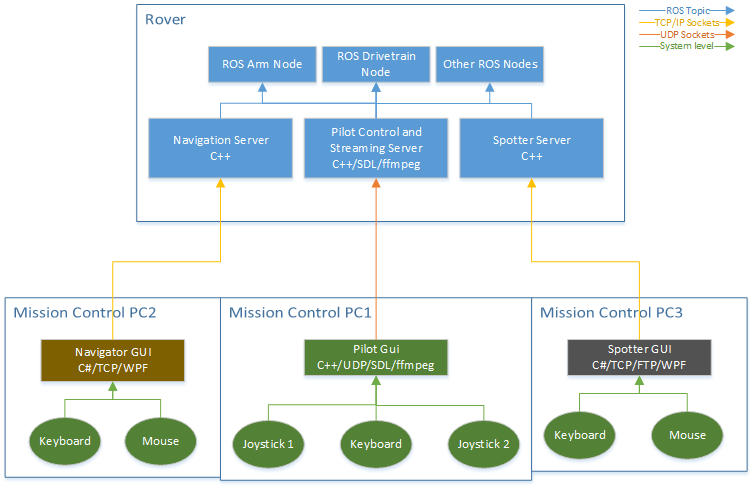 Rover
ROS Topic
TCP/IP Sockets
UDP Sockets
System level
ROS Arm Node
ROS Drivetrain
Node
Other ROS Nodes
Navigation Server
C++
Pilot Control and
Streaming Server
C++/SDL/ffmpeg
Spotter Server
C++
Mission Control PC2
Navigator GUI
C#/TCP/WPF
Keyboard
Mouse
Mission Control PC1
Pilot Gui
C++/UDP/SDL/ffmpeg
Joystick 1
Keyboard
Joystick 2
Mission Control PC3
Spotter GUI
C#/TCP/FTP/WPF
Keyboard
Mouse